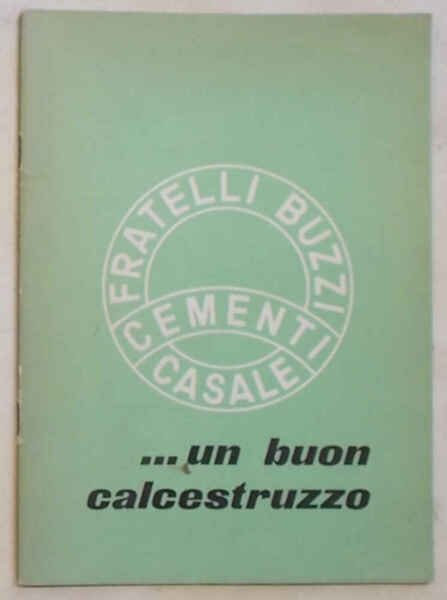 FRATELLI BUZZI
CEMENTI
CASALE
...un buon
calcestruzzo